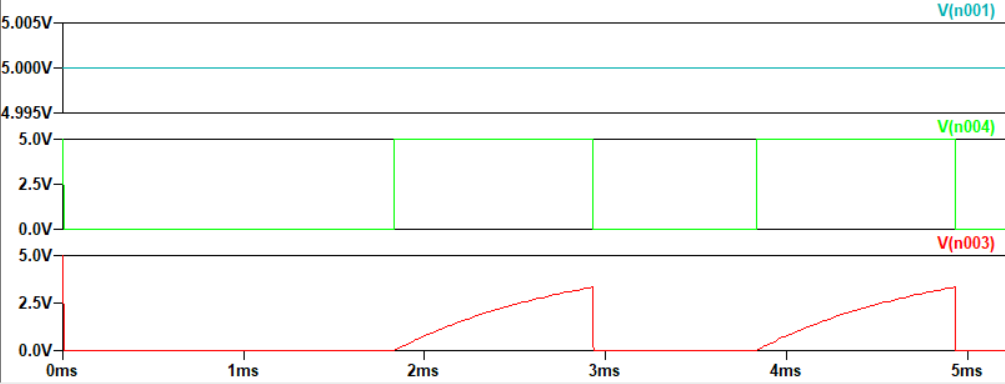 V(n001)
5.005V
5.000V
4.995V
V(n004)
5.0V
2.5V
0.0V
V(n003)
5.0V
2.5V
0.0V
0ms 1ms 2ms 3ms 4ms 5ms